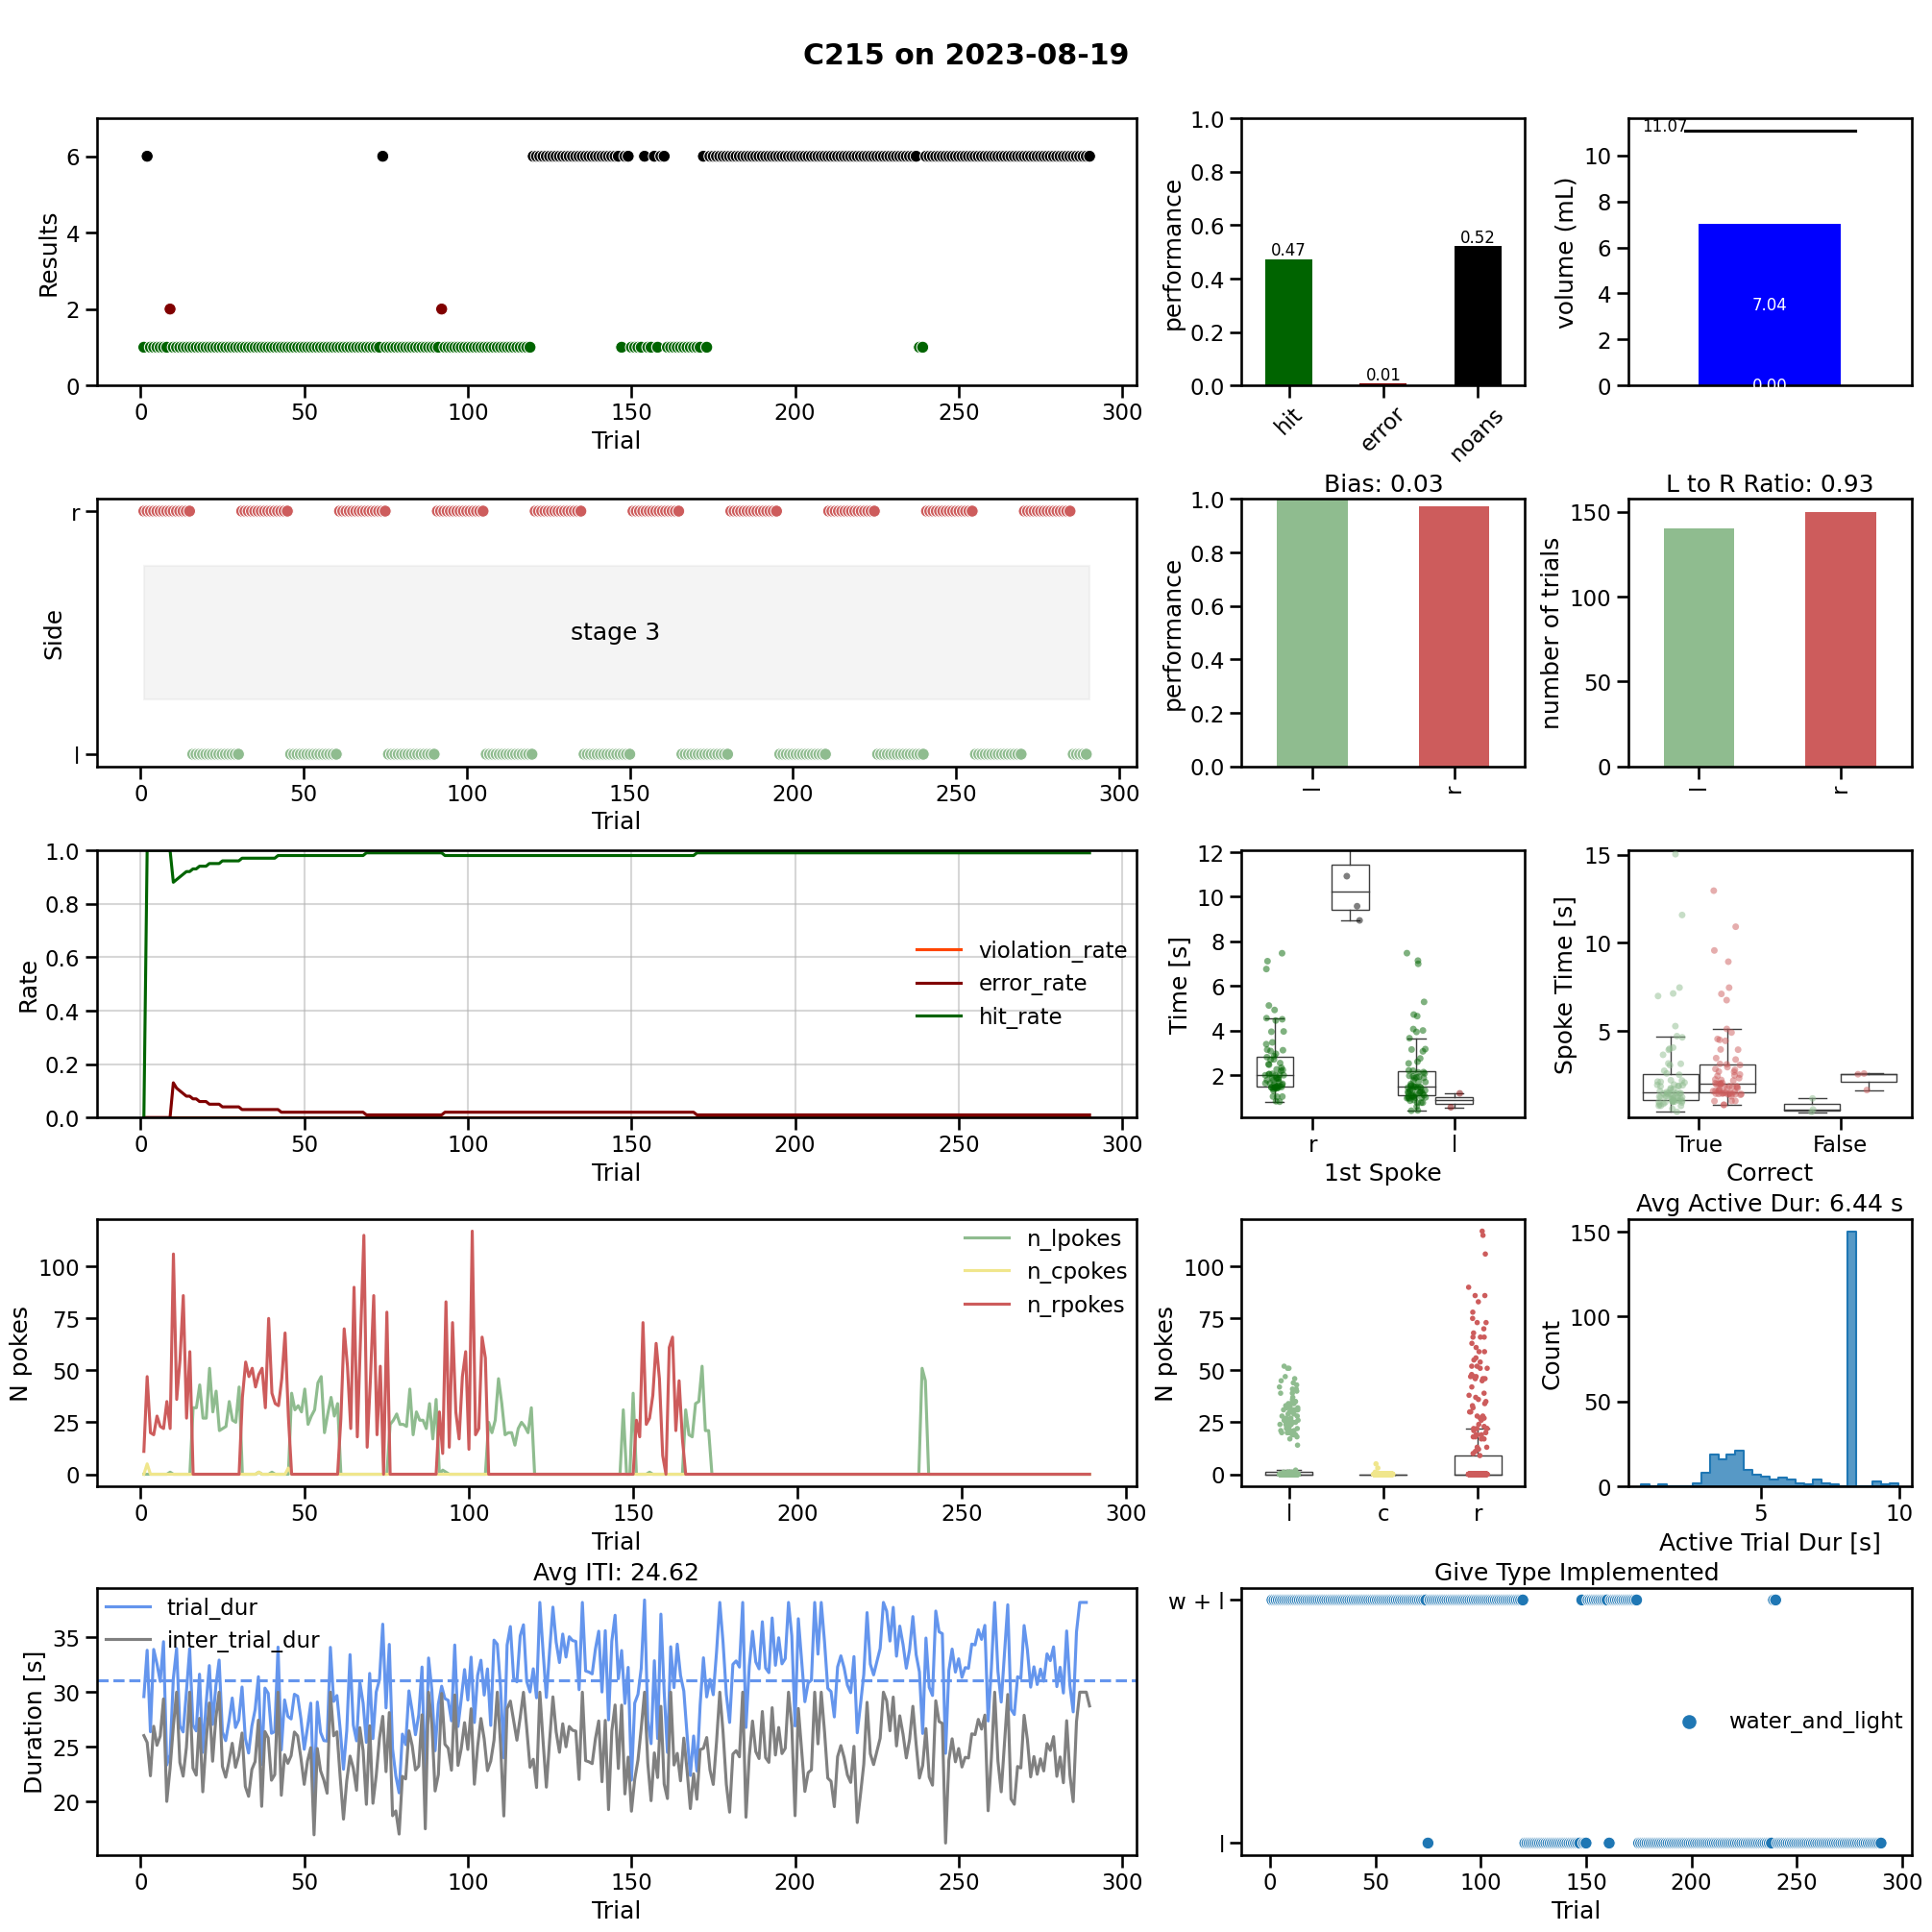 C215 on 2023-08-19
Results
6
4
2
0
0 50 100 150 200 250 300
Trial
performance
1.0
0.8
0.6
0.4
0.2
0.0
0.47
0.01
0.52
hit error noans
volume (mL)
10
8
6
4
2
0
11.07
7.04
0.00
Side
r
l
stage 3
0 50 100 150 200 250 300
Trial
Bias: 0.03
performance
1.0
0.8
0.6
0.4
0.2
0.0
l r
L to R Ratio: 0.93
number of trials
150
100
50
0
l r
Rate
1.0
0.8
0.6
0.4
0.2
0.0
violation_rate
error_rate
hit_rate
0 50 100 150 200 250 300
Trial
Time [s]
12
10
8
6
4
2
r l
1st Spoke
Spoke Time [s]
15
10
5
True False
Correct
N pokes
100
75
50
25
0
n_lpokes
n_cpokes
n_rpokes
0 50 100 150 200 250 300
Trial
N pokes
100
75
50
25
0
l c r
Avg Active Dur: 6.44 s
Count
150
100
50
0
5 10
Active Trial Dur [s]
Avg ITI: 24.62
Duration [s]
35
30
25
20
trial_dur
inter_trial_dur
0 50 100 150 200 250 300
Trial
Give Type Implemented
w + l
l
water_and_light
0 50 100 150 200 250 300
Trial